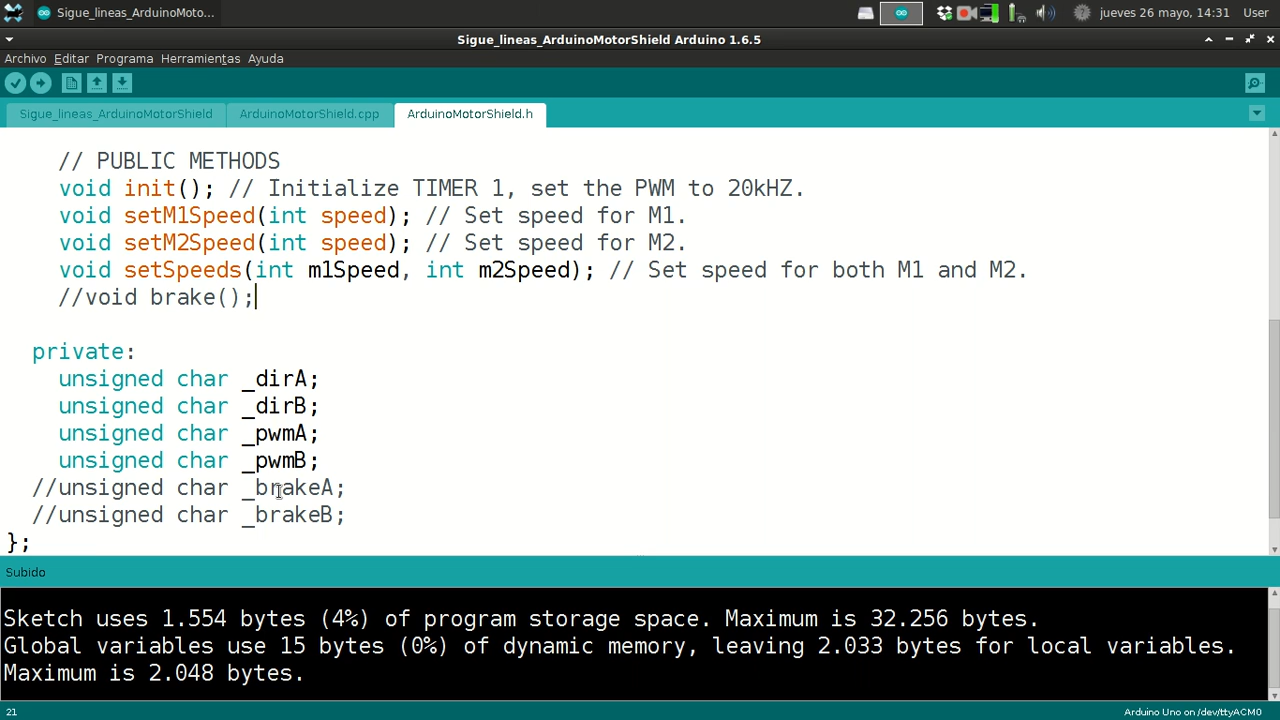 Sigue_lineas_ArduinoMoto...
jueves 26 mayo, 14:31 User
Sigue_lineas_ArduinoMotorShield Arduino 1.6.5
Archivo Editar Programa Herramientas Ayuda
Sigue_lineas_ArduinoMotorShield ArduinoMotorShield.cpp ArduinoMotorShield.h
// PUBLIC METHODS
void init(); // Initialize TIMER 1, set the PWM to 20kHZ.
void setM1Speed(int speed); // Set speed for M1.
void setM2Speed(int speed); // Set speed for M2.
void setSpeeds(int m1Speed, int m2Speed); // Set speed for both M1 and M2.
//void brake();
private:
unsigned char _dirA;
unsigned char _dirB;
unsigned char _pwmA;
unsigned char _pwmB;
//unsigned char _brakeA;
//unsigned char _brakeB;
};
Subido
Sketch uses 1.554 bytes (4%) of program storage space. Maximum is 32.256 bytes.
Global variables use 15 bytes (0%) of dynamic memory, leaving 2.033 bytes for local variables.
Maximum is 2.048 bytes.
21
Arduino Uno on /dev/ttyACM0